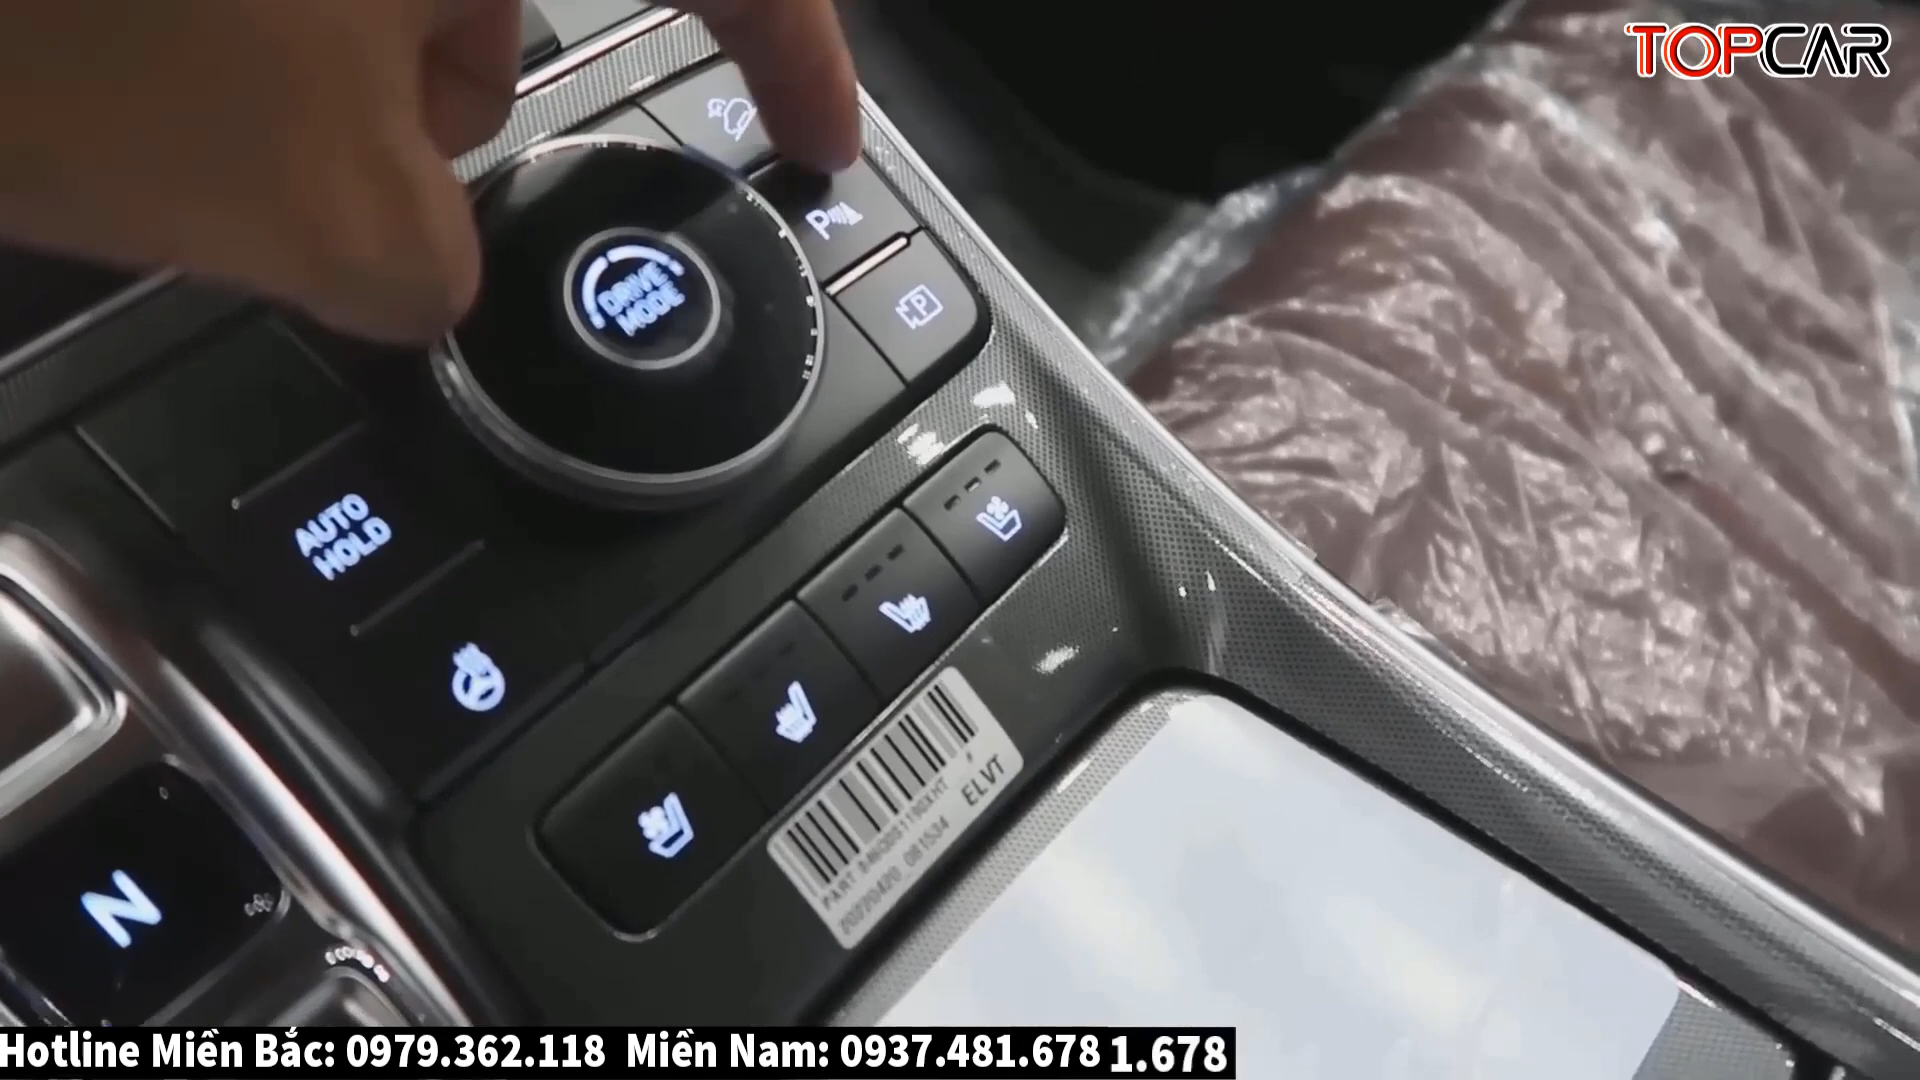 TOPCAR
DRIVE
MODE
P
P
AUTO
HOLD
N
ELVT
Hotline Miền Bắc: 0979.362.118 Miền Nam: 0937.481.678 1.678